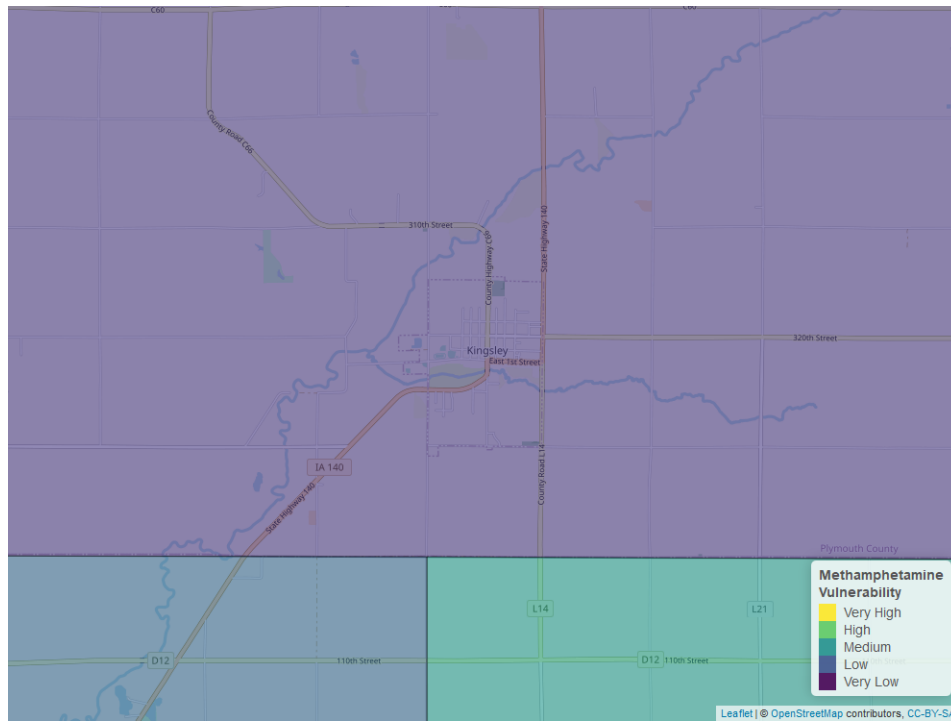 C60
C60
C60
County Road C66
310th Street
County Highway C66
State Highway 140
320th Street
Kingsley
East 1st Street
IA 140
County Road L14
State Highway 140
Plymouth County
L14
L21
D12
110th Street
D12
110th Street
Methamphetamine
Vulnerability
Very High
High
Medium
Low
Very Low
Leaflet | © OpenStreetMap contributors, CC-BY-SA